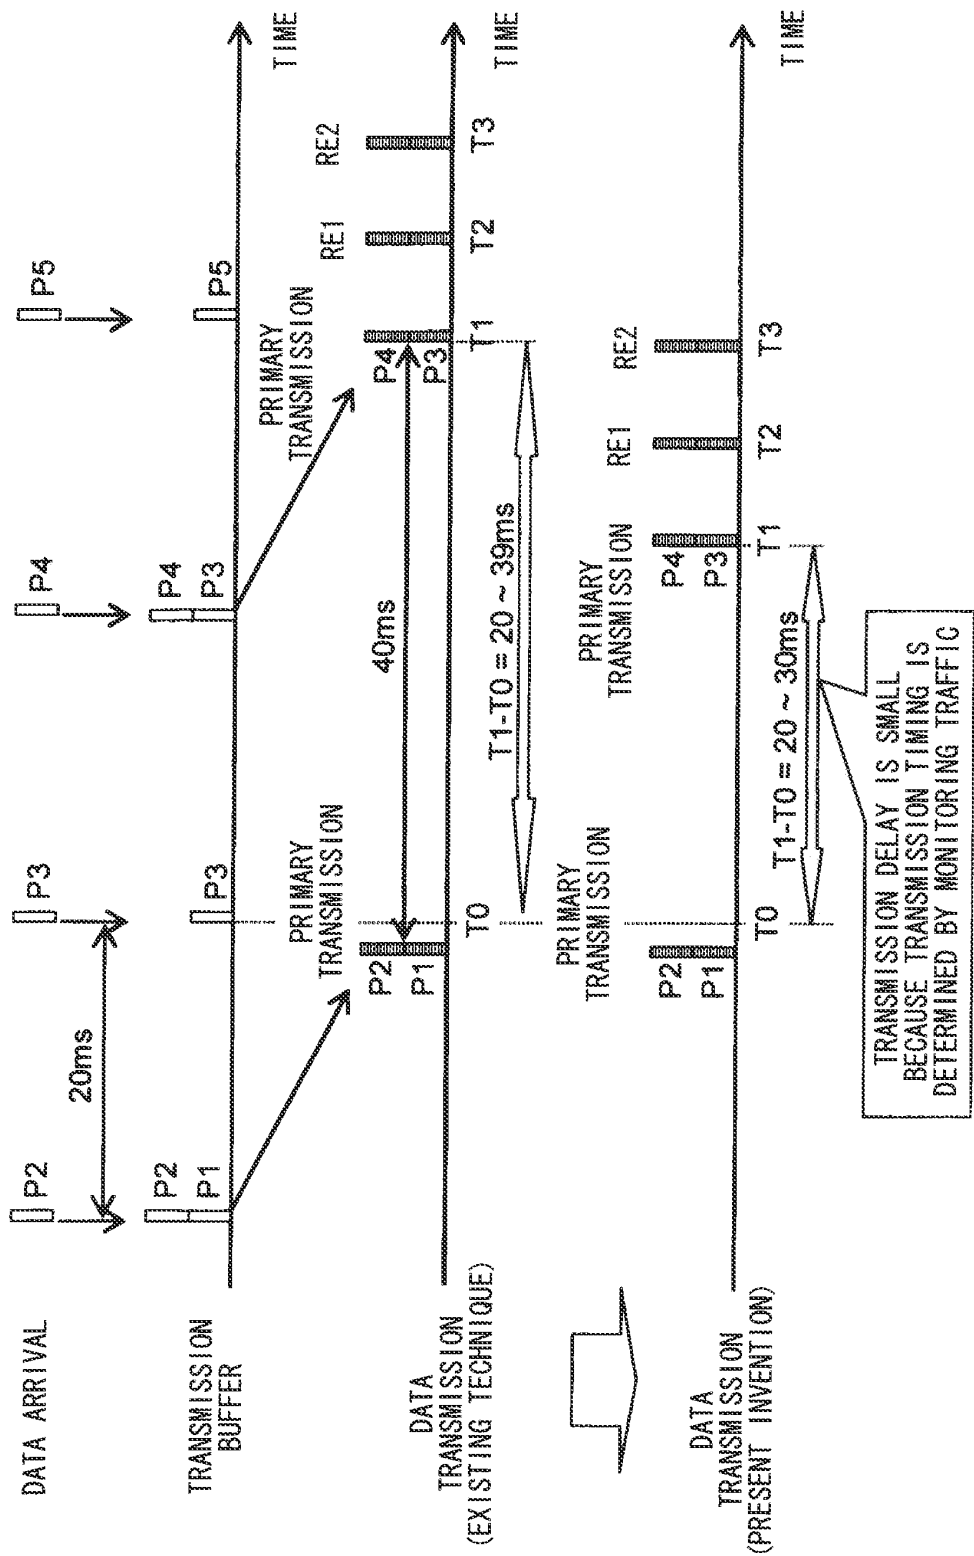 DATA ARRIVAL
P2
P3
P4
P5
20ms
TRANSMISSION
BUFFER
P2
P1
P3
P4
P3
P5
TIME
DATA
TRANSMISSION
(EXISTING TECHNIQUE)
PRIMARY
TRANSMISSION
P2
P1
40ms
PRIMARY
TRANSMISSION
P4
P3
RE1
RE2
T0
T1
T2
T3
TIME
T1-T0 = 20 ~ 39ms
DATA
TRANSMISSION
(PRESENT INVENTION)
PRIMARY
TRANSMISSION
P2
P1
PRIMARY
TRANSMISSION
P4
P3
RE1
RE2
T0
T1
T2
T3
TIME
T1-T0 = 20 ~ 30ms
TRANSMISSION DELAY IS SMALL
BECAUSE TRANSMISSION TIMING IS
DETERMINED BY MONITORING TRAFFIC